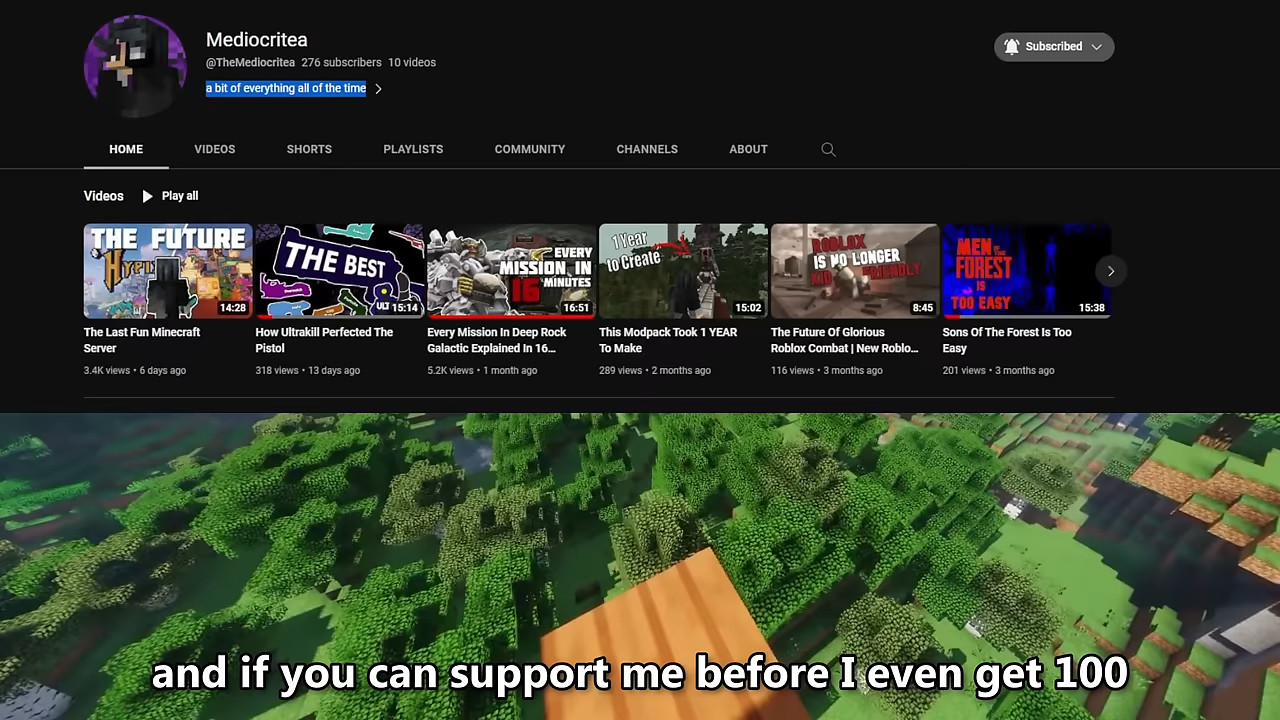 Mediocritea
@TheMediocritea 276 subscribers 10 videos
a bit of everything all of the time
Subscribed
HOME VIDEOS SHORTS PLAYLISTS COMMUNITY CHANNELS ABOUT
Videos Play all
THE FUTURE
14:28
The Last Fun Minecraft
Server
3.4K views • 6 days ago
THE BEST
15:14
How Ultrakill Perfected The
Pistol
318 views • 13 days ago
EVERY
MISSION IN
16 MINUTES
16:51
Every Mission In Deep Rock
Galactic Explained In 16...
5.2K views • 1 month ago
1 Year
to Create
15:02
This Modpack Took 1 YEAR
To Make
289 views • 2 months ago
ROBLOX
IS NO LONGER
KID FRIENDLY
8:45
The Future Of Glorious
Roblox Combat | New Roblo...
116 views • 3 months ago
MEN
FOREST
IS
TOO EASY
15:38
Sons Of The Forest Is Too
Easy
201 views • 3 months ago
and if you can support me before I even get 100